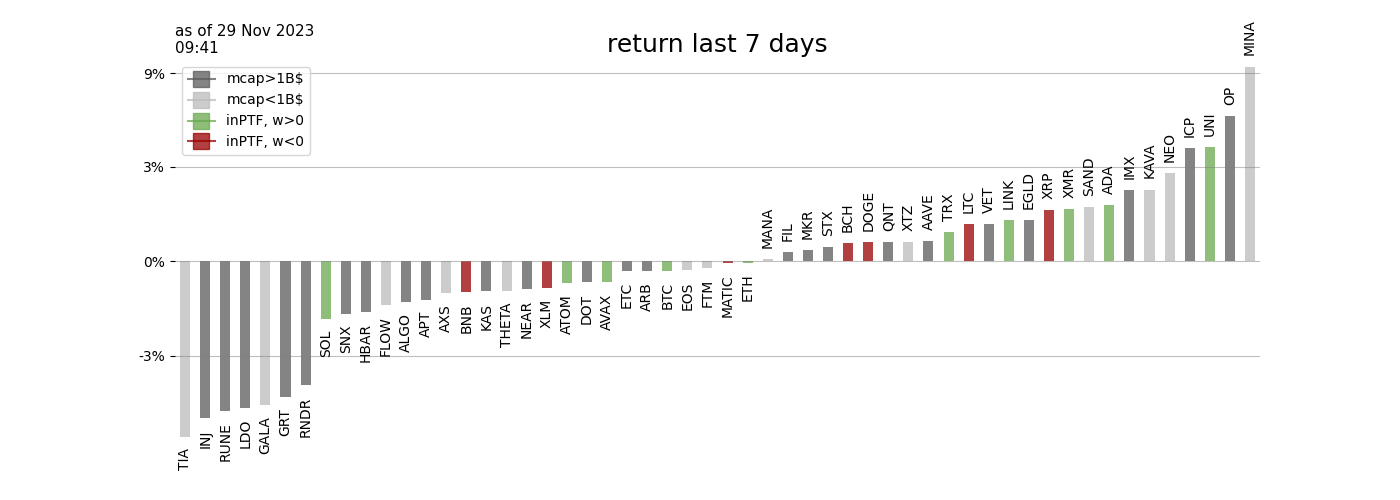 as of 29 Nov 2023
09:41
return last 7 days
mcap>1B$
mcap<1B$
inPTF, w>0
inPTF, w<0
9%
3%
0%
-3%
TIA
INJ
RUNE
LDO
GALA
GRT
RNDR
SOL
SNX
HBAR
FLOW
ALGO
APT
AXS
BNB
KAS
THETA
NEAR
XLM
ATOM
DOT
AVAX
ETC
ARB
BTC
EOS
FTM
MATIC
ETH
MANA
FIL
MKR
STX
BCH
DOGE
QNT
XTZ
AAVE
TRX
LTC
VET
LINK
EGLD
XRP
XMR
SAND
ADA
IMX
KAVA
NEO
ICP
UNI
OP
MINA